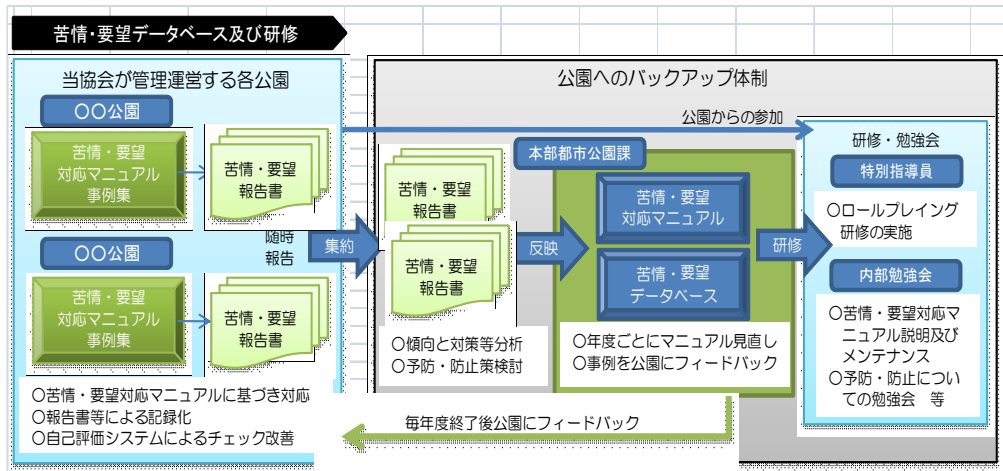 苦情・要望データベース及び研修
当協会が管理運営する各公園
〇〇公園
苦情・要望
対応マニュアル
事例集
苦情・要望
報告書
〇〇公園
苦情・要望
対応マニュアル
事例集
苦情・要望
報告書
随時
報告
〇苦情・要望対応マニュアルに基づき対応
〇報告書等による記録化
〇自己評価システムによるチェック改善
集約
公園へのバックアップ体制
公園からの参加
苦情・要望
報告書
苦情・要望
報告書
〇傾向と対策等分析
〇予防・防止策検討
反映
本部都市公園課
苦情・要望
対応マニュアル
苦情・要望
データベース
〇年度ごとにマニュアル見直し
〇事例を公園にフィードバック
研修
研修・勉強会
特別指導員
〇ロールプレイング
研修の実施
内部勉強会
〇苦情・要望対応マ
ニュアル説明及び
メンテナンス
〇予防・防止につい
ての勉強会 等
毎年度終了後公園にフィードバック